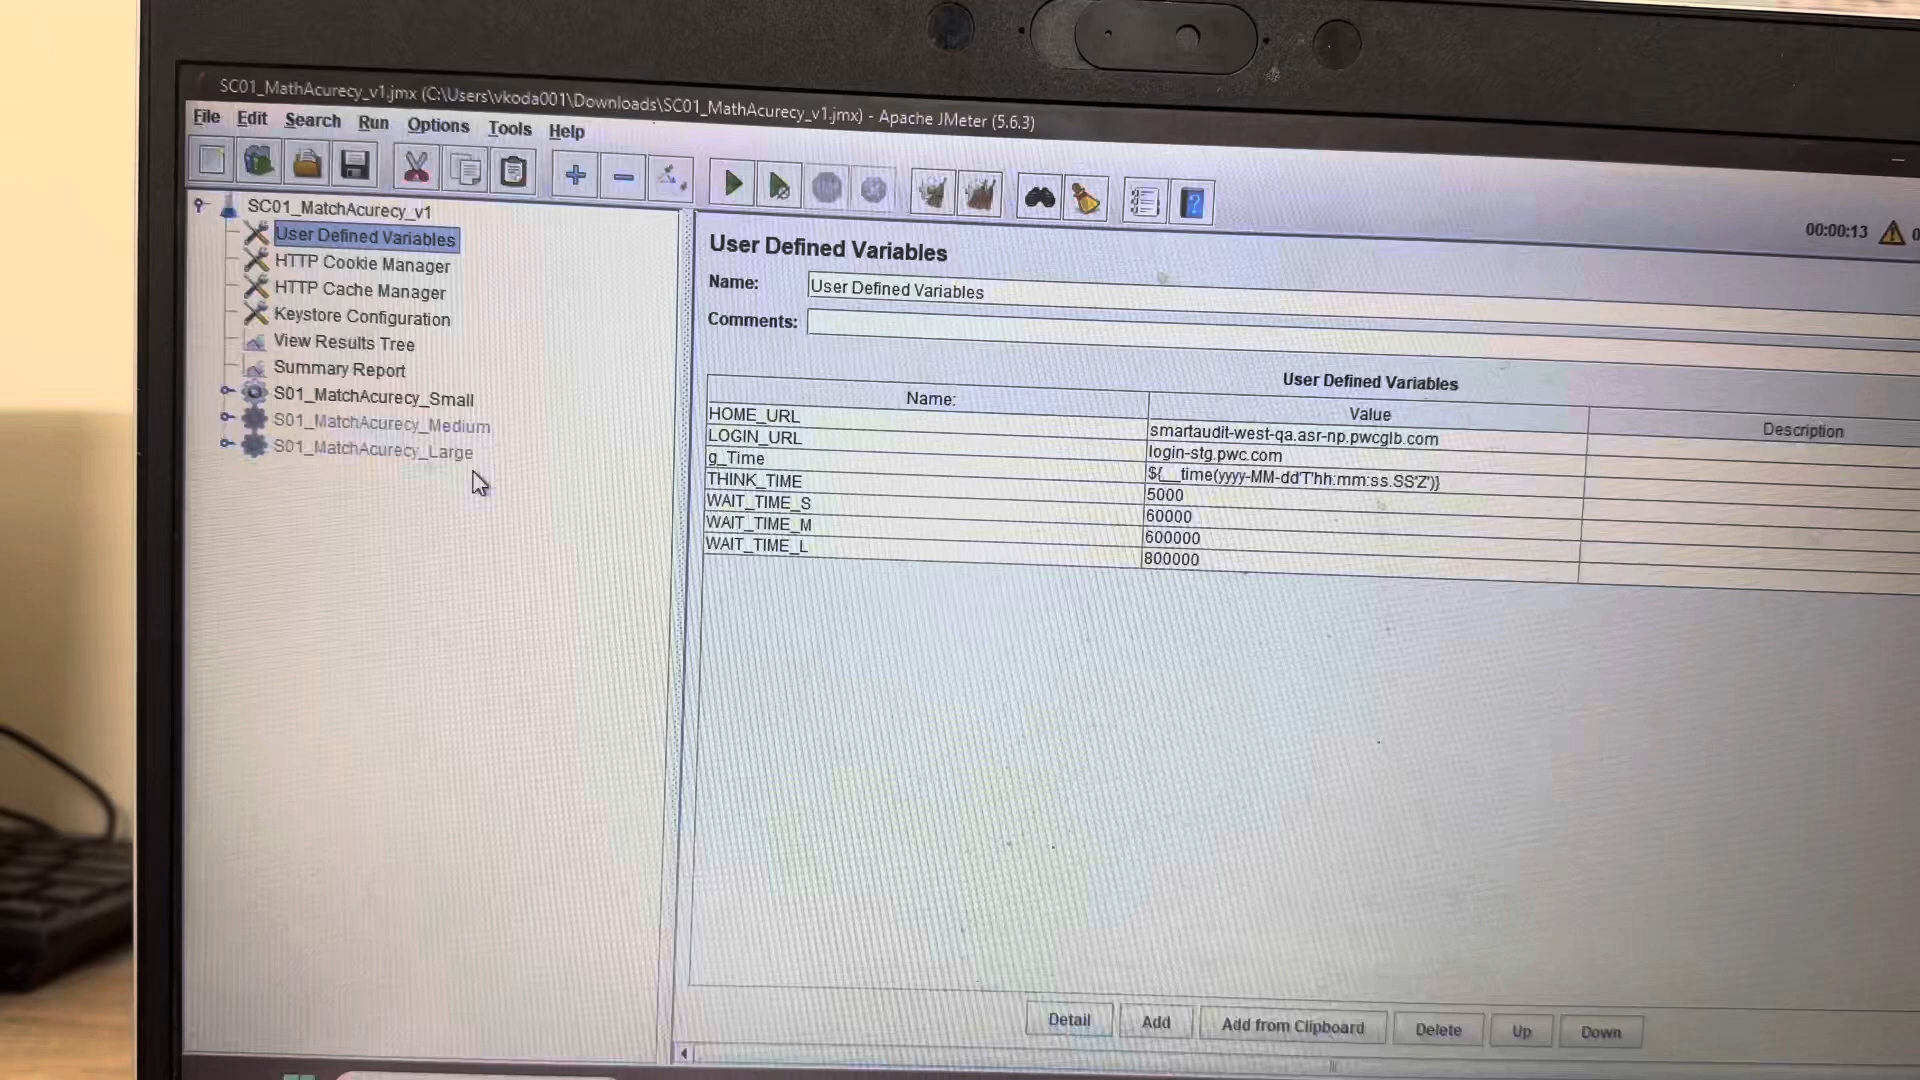 SC01_MathAcurecy_v1.jmx (C:\Users\vkoda001\Downloads\SC01_MathAcurecy_v1.jmx) - Apache JMeter (5.6.3)
File Edit Search Run Options Tools Help
00:00:13
SC01_MatchAcurecy_v1
User Defined Variables
HTTP Cookie Manager
HTTP Cache Manager
Keystore Configuration
View Results Tree
Summary Report
S01_MatchAcurecy_Small
S01_MatchAcurecy_Medium
S01_MatchAcurecy_Large
User Defined Variables
Name: User Defined Variables
Comments:
User Defined Variables
Name: Value Description
HOME_URL smartaudit-west-qa.asr-np.pwcglb.com
LOGIN_URL login-stg.pwc.com
g_Time ${__time(yyyy-MM-dd'T'hh:mm:ss.SS'Z')}
THINK_TIME 5000
WAIT_TIME_S 60000
WAIT_TIME_M 600000
WAIT_TIME_L 800000
Detail Add Add from Clipboard Delete Up Down